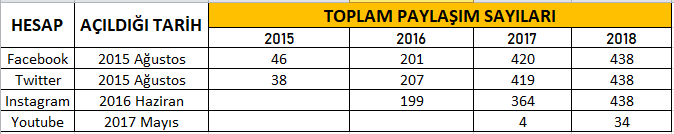 HESAP AÇILDIĞI TARİH TOPLAM PAYLAŞIM SAYILARI
2015 2016 2017 2018
Facebook 2015 Ağustos 46 201 420 438
Twitter 2015 Ağustos 38 207 419 438
Instagram 2016 Haziran 199 364 438
Youtube 2017 Mayıs 4 34